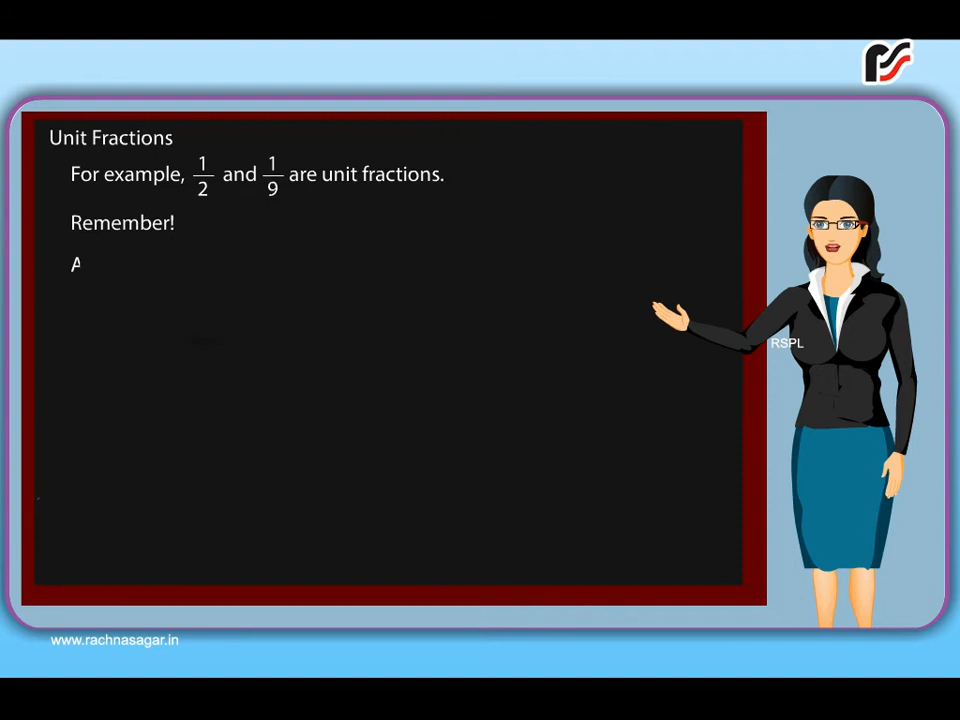 Unit Fractions
For example, 1/2 and 1/9 are unit fractions.
Remember!
A
RSPL
www.rachnasagar.in